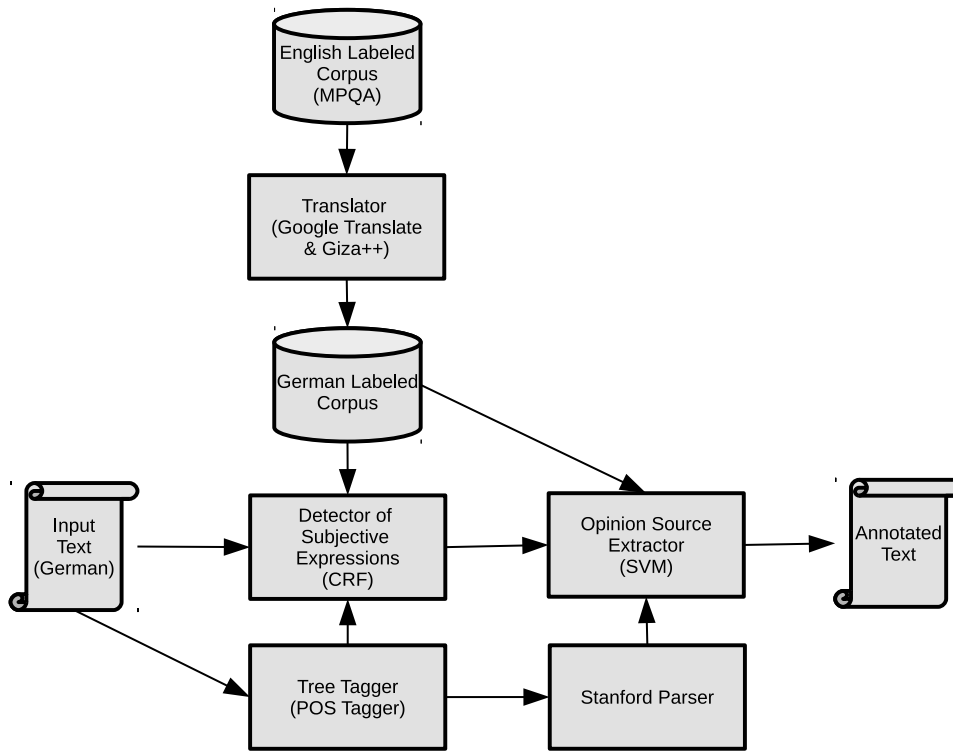 English Labeled
Corpus
(MPQA)
Translator
(Google Translate
& Giza++)
German Labeled
Corpus
Input
Text
(German)
Detector of
Subjective
Expressions
(CRF)
Opinion Source
Extractor
(SVM)
Annotated
Text
Tree Tagger
(POS Tagger)
Stanford Parser